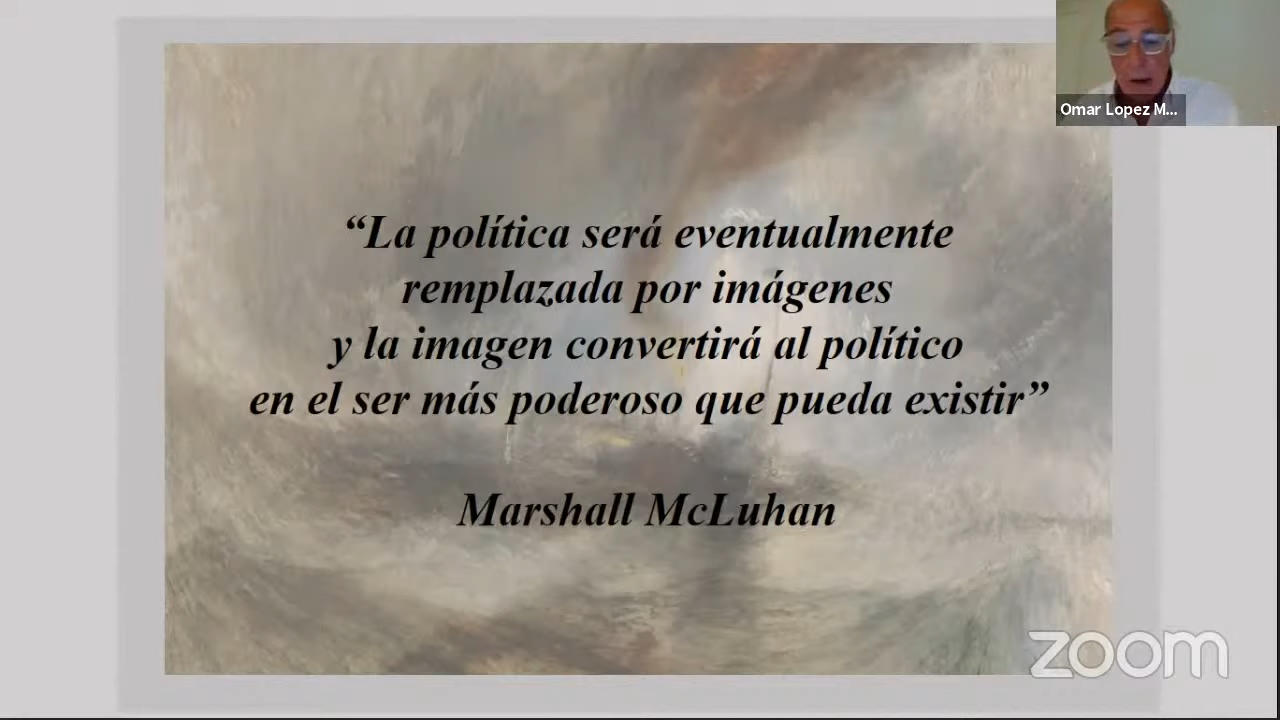 Omar Lopez M...
“La política será eventualmente
remplazada por imágenes
y la imagen convertirá al político
en el ser más poderoso que pueda existir”
Marshall McLuhan
zoom